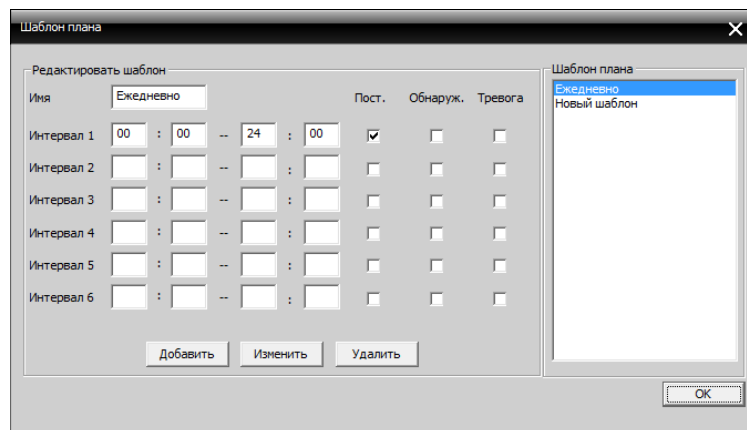 Шаблон плана
Редактировать шаблон
Имя Ежедневно Пост. Обнаруж. Тревога
Интервал 1 00 : 00 -- 24 : 00
Интервал 2 : -- :
Интервал 3 : -- :
Интервал 4 : -- :
Интервал 5 : -- :
Интервал 6 : -- :
Добавить Изменить Удалить
Шаблон плана
Ежедневно
Новый шаблон
OK